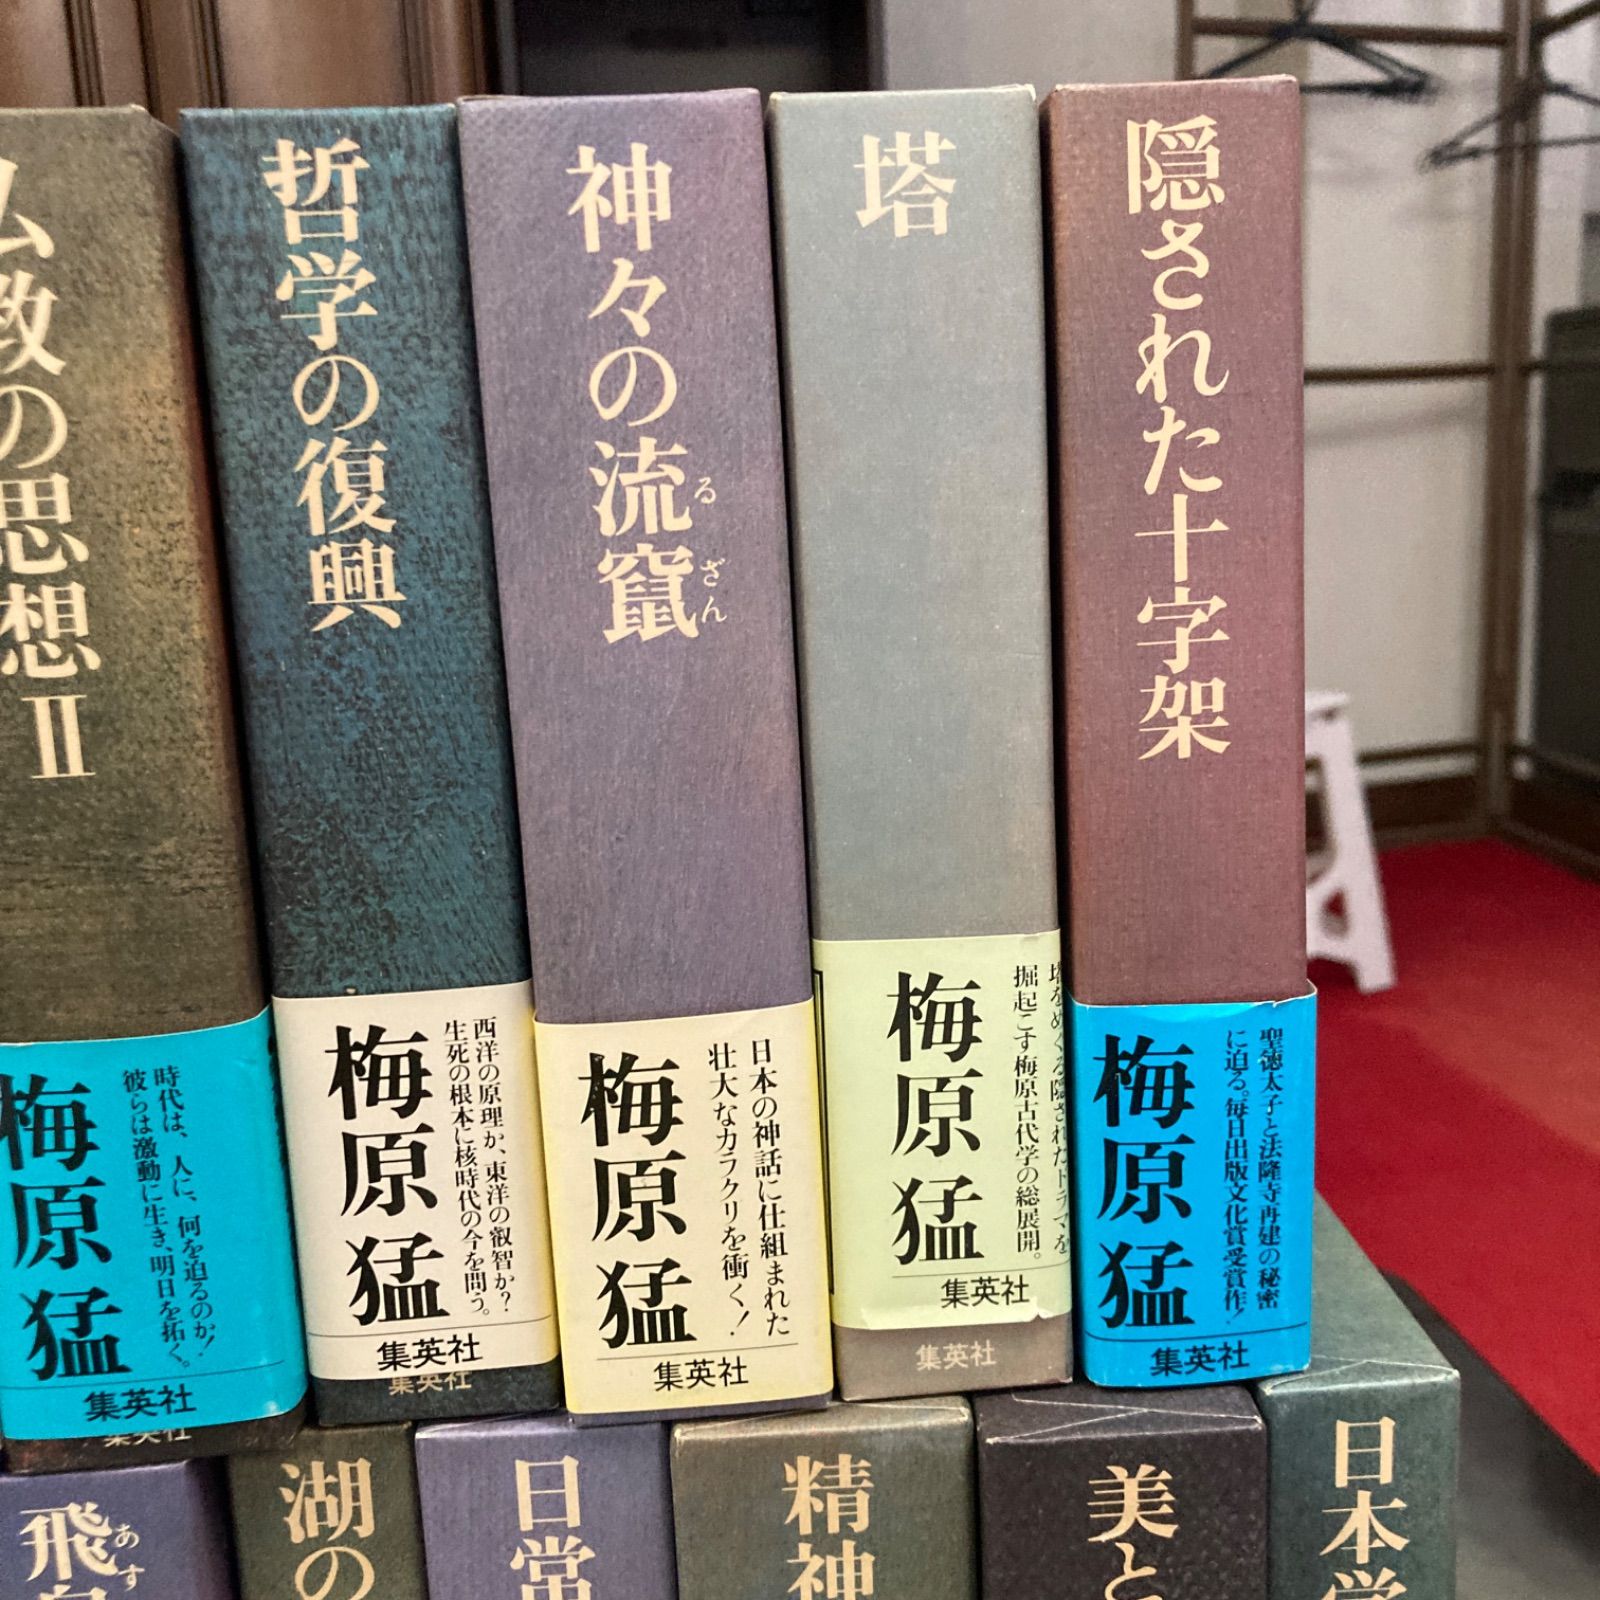 仏教の思想Ⅱ
時代は、人に、何を迫るのか！
彼らは激動に生き、明日を拓く。
梅原猛
集英社
集英社
哲学の復興
西洋の原理か、東洋の叡智か？
生死の根本に核時代の今を問う。
梅原猛
集英社
集英社
神々の流竄
るざん
日本の神話に仕組まれた
壮大なカラクリを衝く！
梅原猛
集英社
塔
塔をめぐる隠されたドラマを
掘起こす梅原古代学の総展開。
梅原猛
集英社
集英社
隠された十字架
聖徳太子と法隆寺再建の秘密
に迫る。毎日出版文化賞受賞作！
梅原猛
集英社
飛
あす
湖の
日常
精神
美と
日本学